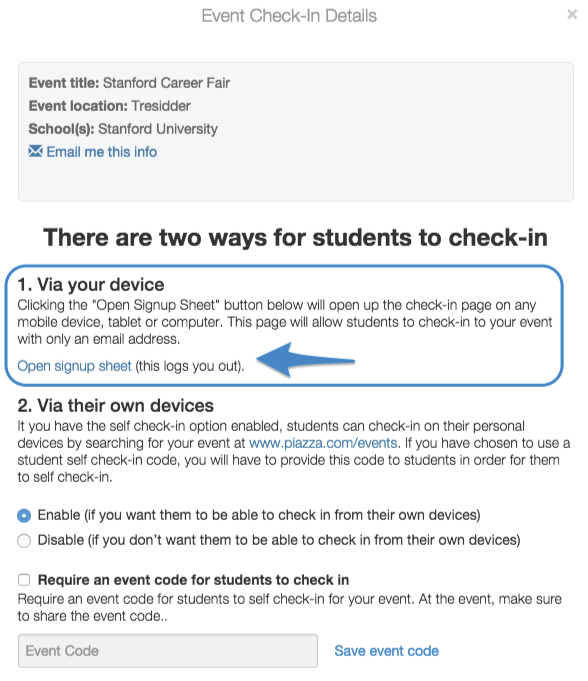 Event Check-In Details
×
Event title: Stanford Career Fair
Event location: Tresidder
School(s): Stanford University
Email me this info
There are two ways for students to check-in
1. Via your device
Clicking the "Open Signup Sheet" button below will open up the check-in page on any
mobile device, tablet or computer. This page will allow students to check-in to your event
with only an email address.
Open signup sheet (this logs you out).
2. Via their own devices
It you have the self check-in option enabled, students can check-in on their personal
devices by searching for your event at www.piazza.com/events. If you have chosen to use a
student self check-in code, you will have to provide this code to students in order for them
to self check-in.
Enable (if you want them to be able to check in from their own devices)
Disable (if you don't want them to be able to check in from their own devices)
Require an event code for students to check in
Require an event code for students to self check-in for your event. At the event, make sure
to share the event code..
Event Code
Save event code